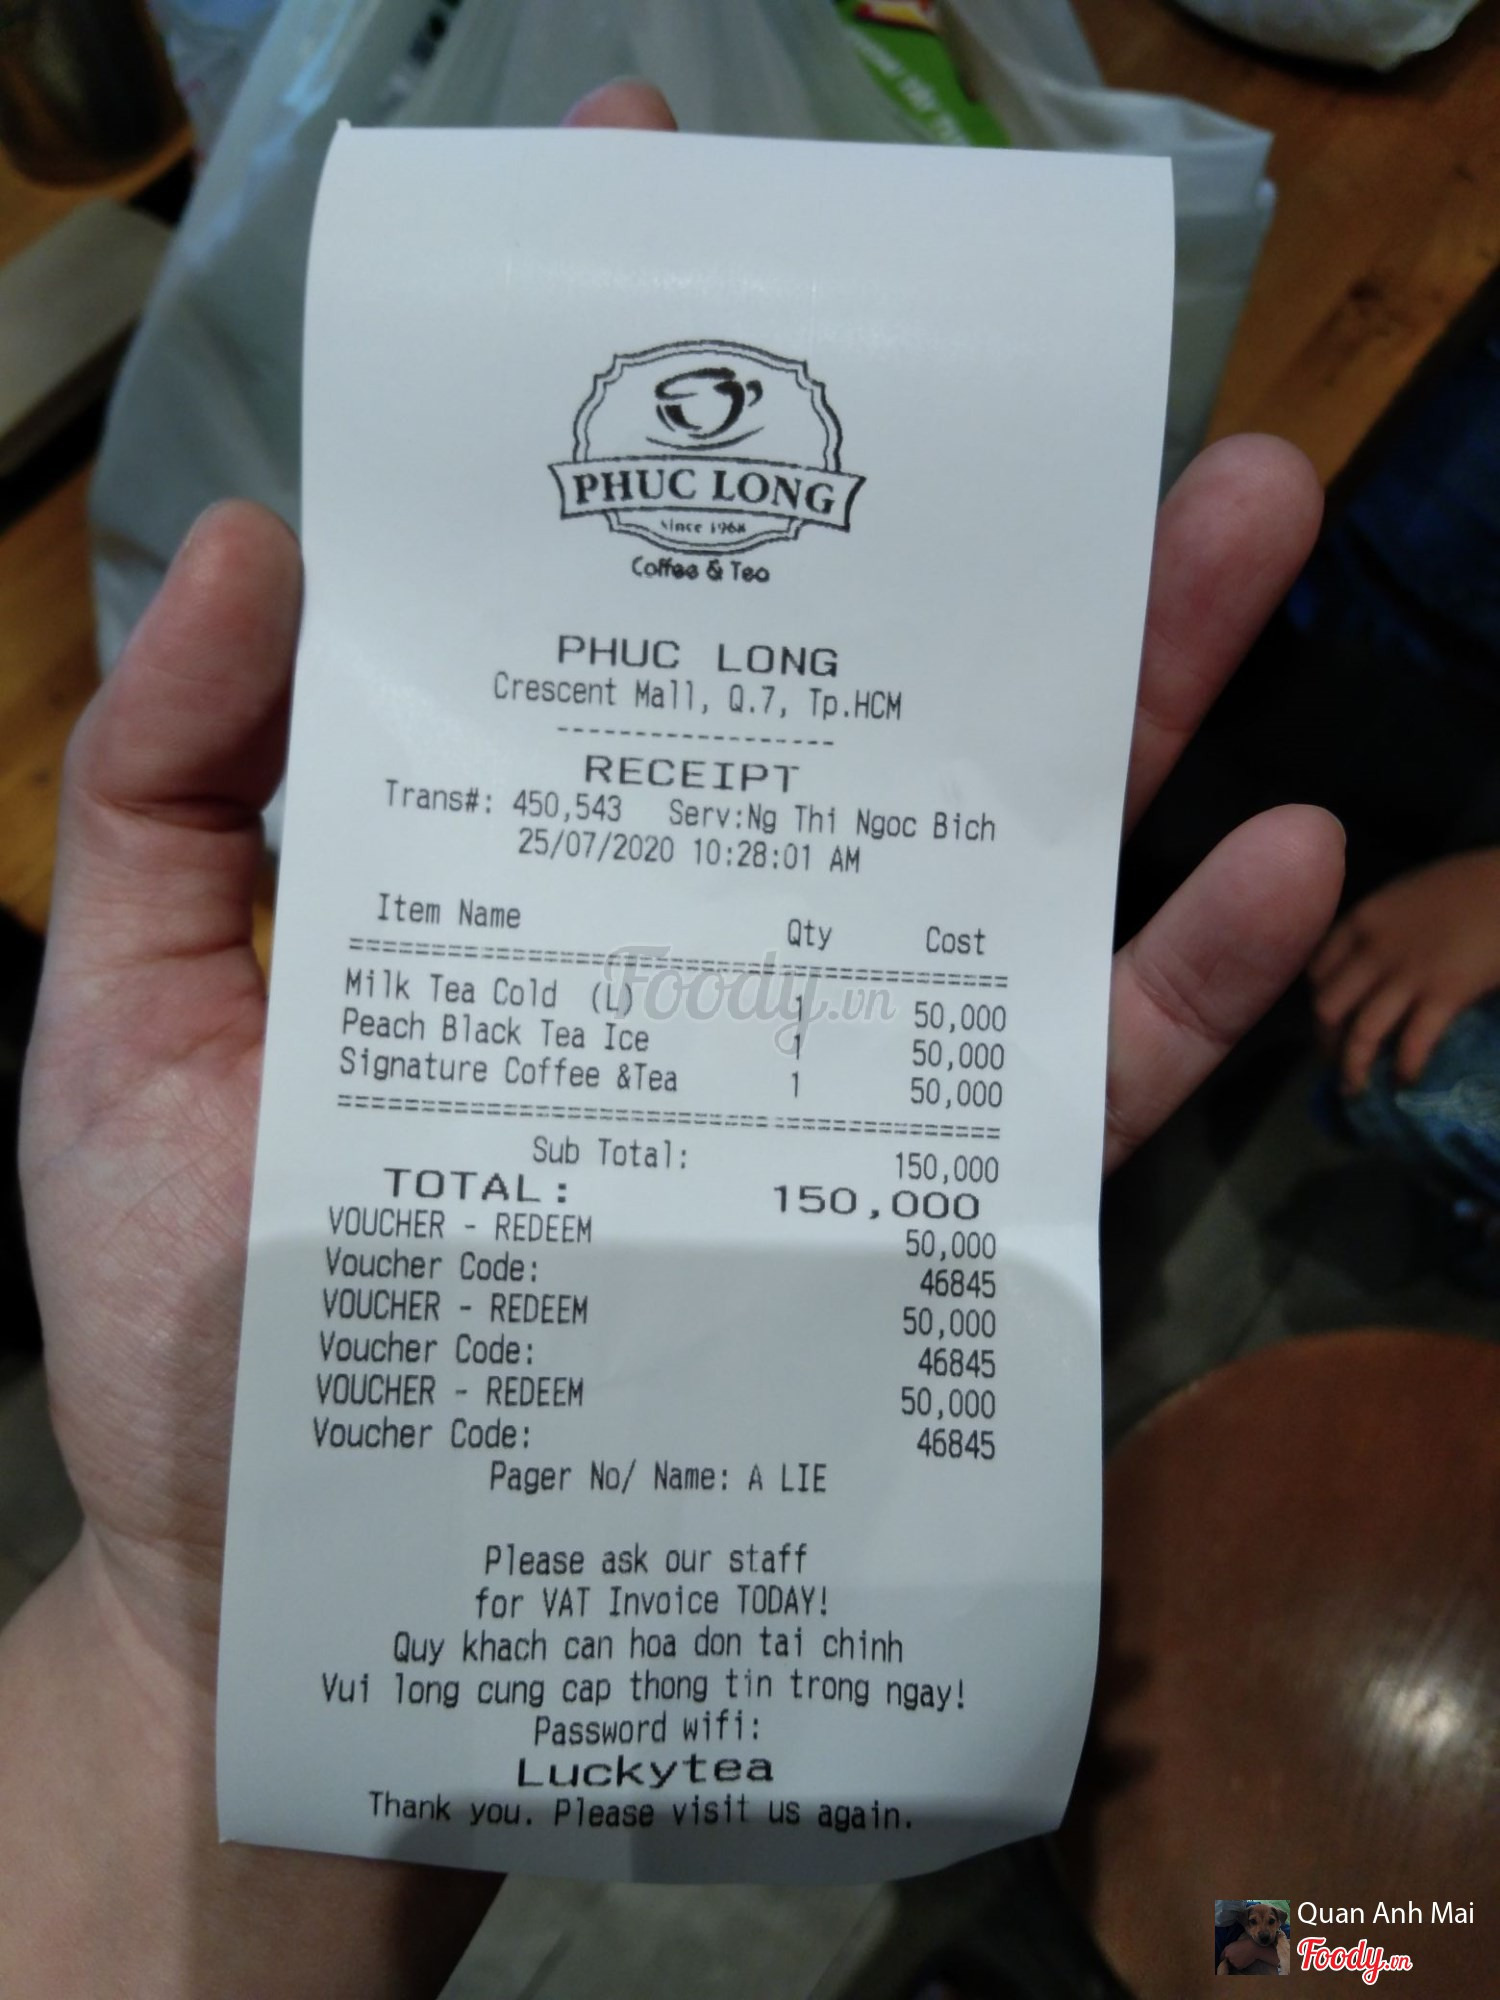 PHUC LONG
Since 1968
Coffee & Tea
PHUC LONG
Crescent Mall, Q.7, Tp.HCM
-----------------
RECEIPT
Trans#: 450,543 Serv:Ng Thi Ngoc Bich
25/07/2020 10:28:01 AM
Item Name Qty Cost
Milk Tea Cold (L) 1 50,000
Peach Black Tea Ice 1 50,000
Signature Coffee &Tea 1 50,000
Sub Total: 150,000
TOTAL: 150,000
VOUCHER - REDEEM 50,000
Voucher Code: 46845
VOUCHER - REDEEM 50,000
Voucher Code: 46845
VOUCHER - REDEEM 50,000
Voucher Code: 46845
Pager No/ Name: A LIE
Please ask our staff
for VAT Invoice TODAY!
Quy khach can hoa don tai chinh
Vui long cung cap thong tin trong ngay!
Password wifi:
Luckytea
Thank you. Please visit us again.
Foody.vn
Quan Anh Mai
Foody.vn